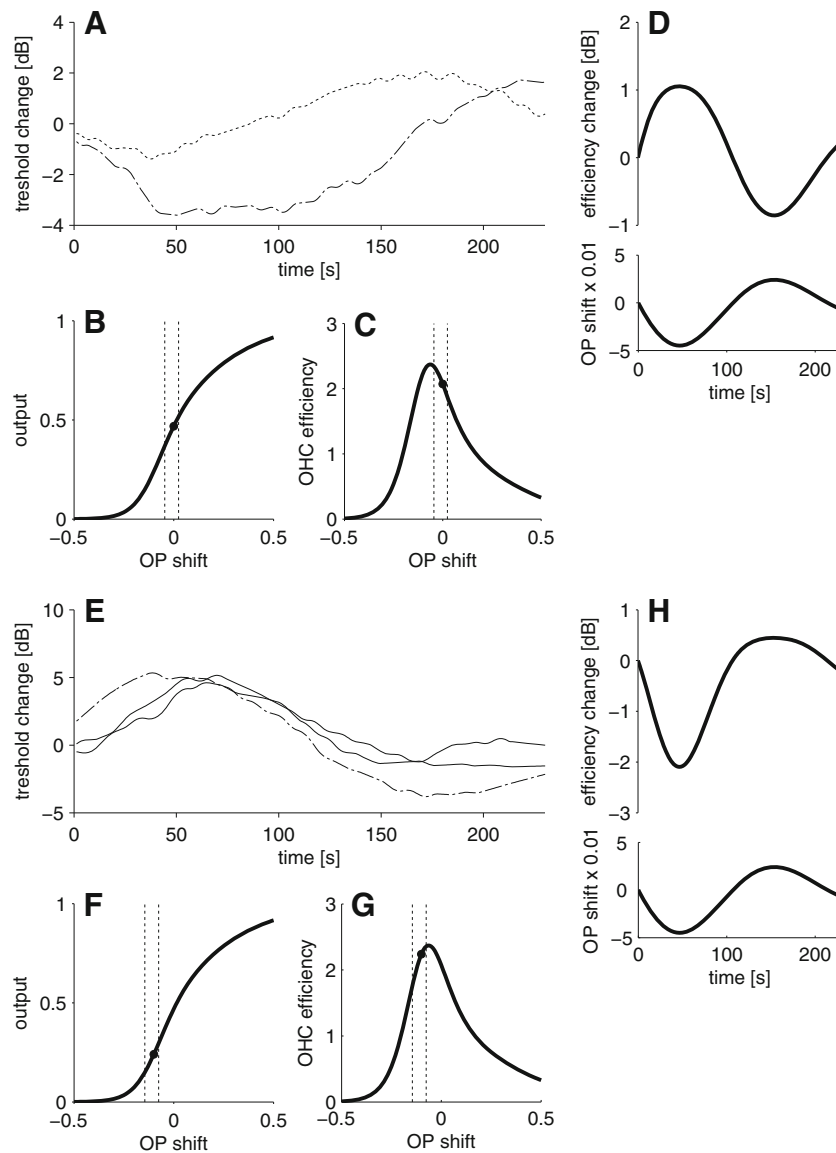 A
treshold change [dB]
4
2
0
−2
−4
0 50 100 150 200
time [s]
B
output
1
0.5
0
−0.5 0 0.5
OP shift
C
OHC efficiency
3
2
1
0
−0.5 0 0.5
OP shift
D
efficiency change [dB]
2
1
0
−1
OP shift x 0.01
5
0
−5
0 100 200
time [s]
E
treshold change [dB]
10
5
0
−5
0 50 100 150 200
time [s]
F
output
1
0.5
0
−0.5 0 0.5
OP shift
G
OHC efficiency
3
2
1
0
−0.5 0 0.5
OP shift
H
efficiency change [dB]
1
0
−1
−2
−3
OP shift x 0.01
5
0
−5
0 100 200
time [s]